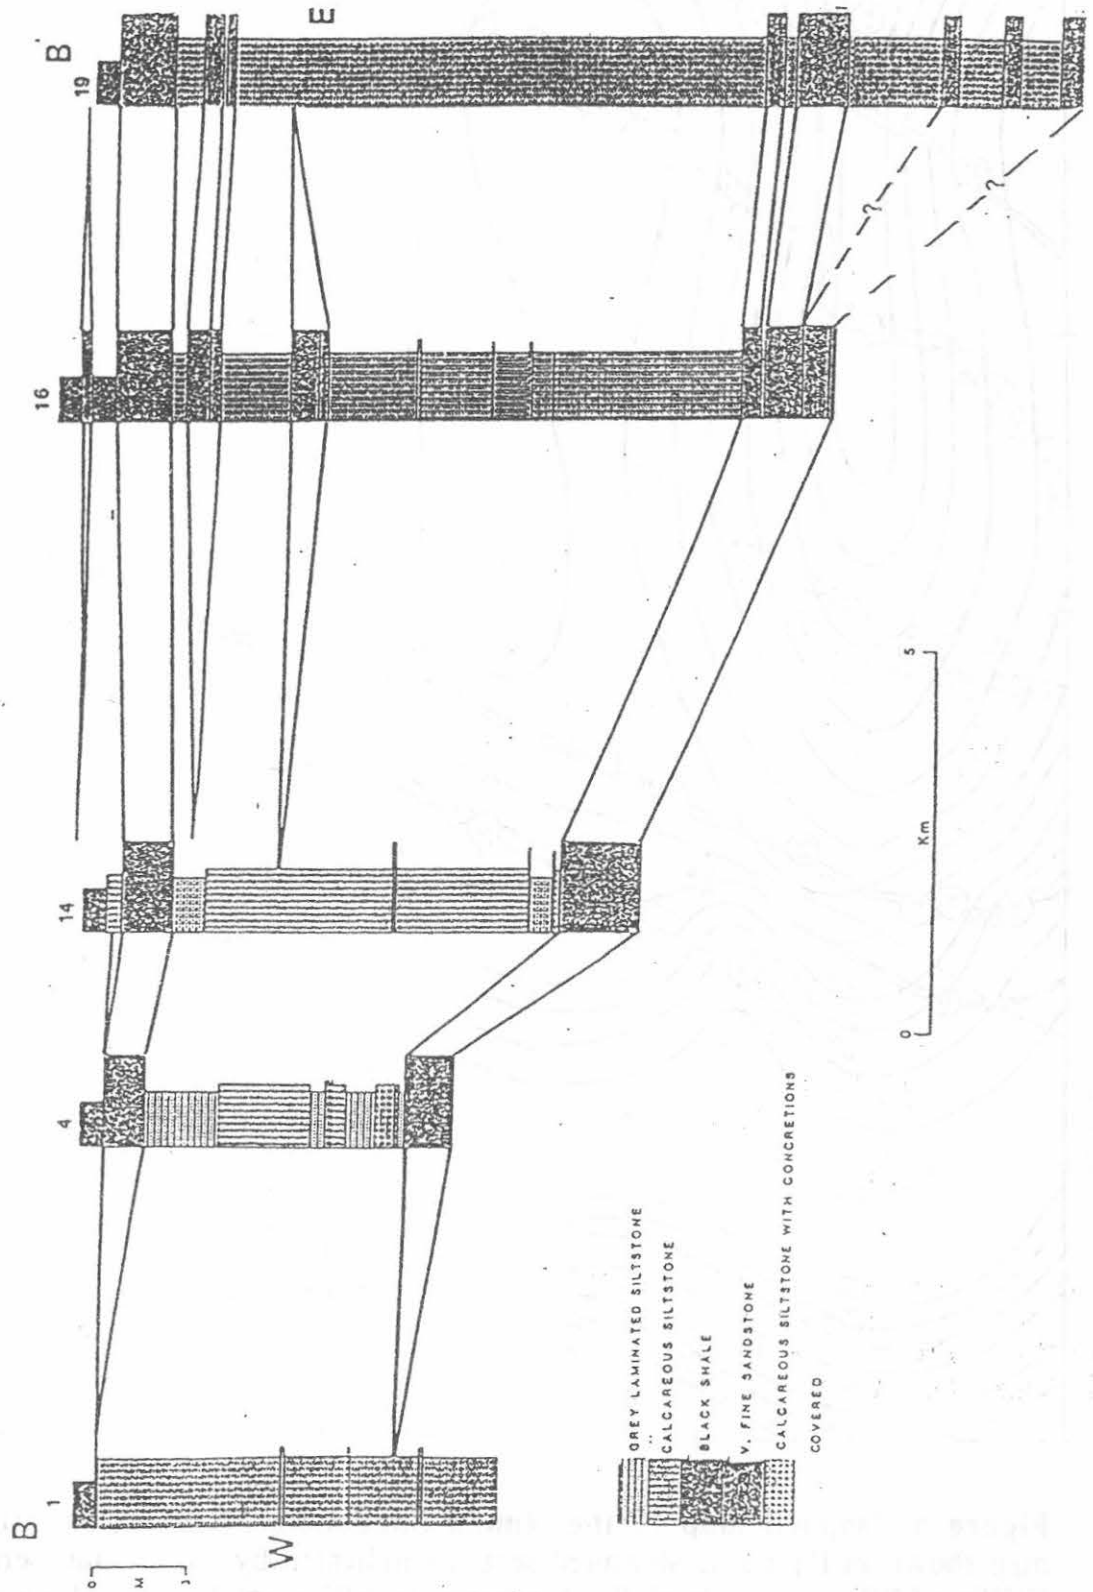 B
B'
W
E
1
4
14
16
19
0
M
0
5
Km
?
?
GREY LAMINATED SILTSTONE
CALCAREOUS SILTSTONE
BLACK SHALE
V. FINE SANDSTONE
CALCAREOUS SILTSTONE WITH CONCRETIONS
COVERED